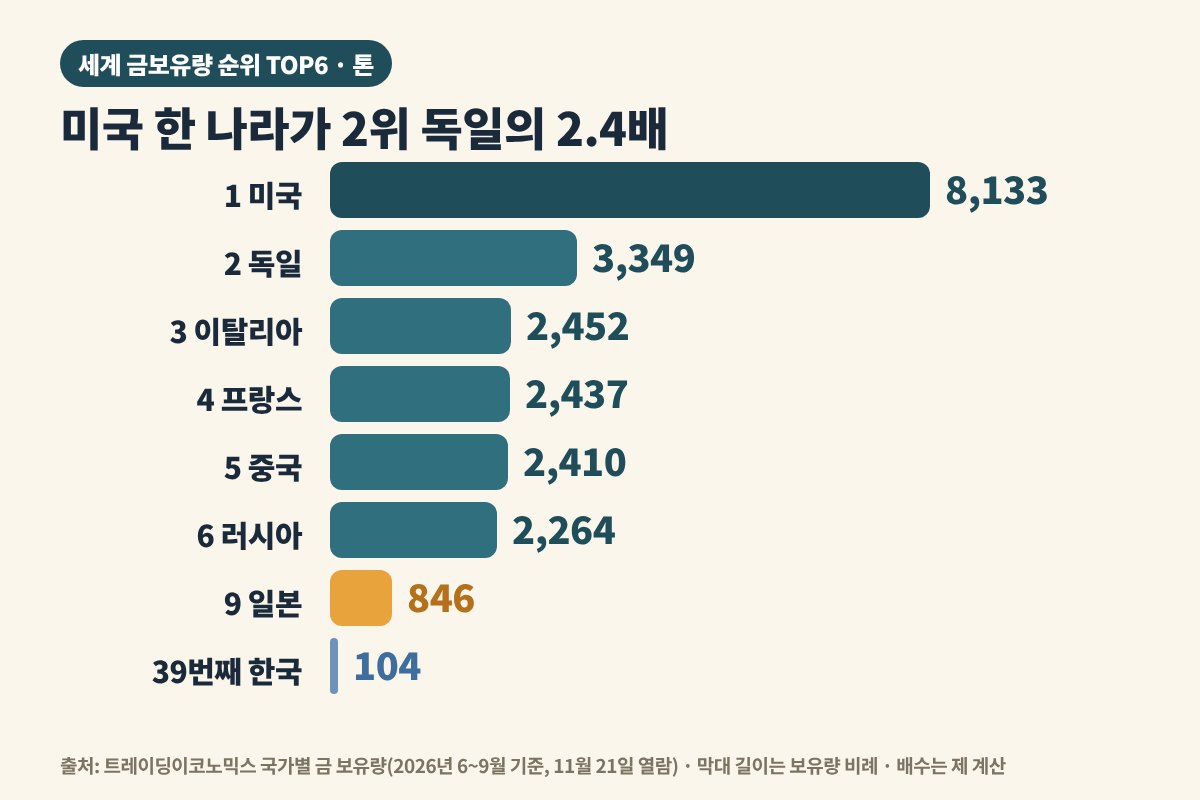 세계 금보유량 순위 TOP6 · 톤
미국 한 나라가 2위 독일의 2.4배
1 미국 8,133
2 독일 3,349
3 이탈리아 2,452
4 프랑스 2,437
5 중국 2,410
6 러시아 2,264
9 일본 846
39번째 한국 104
출처: 트레이딩이코노믹스 국가별 금 보유량(2026년 6~9월 기준, 11월 21일 열람) · 막대 길이는 보유량 비례 · 배수는 제 계산